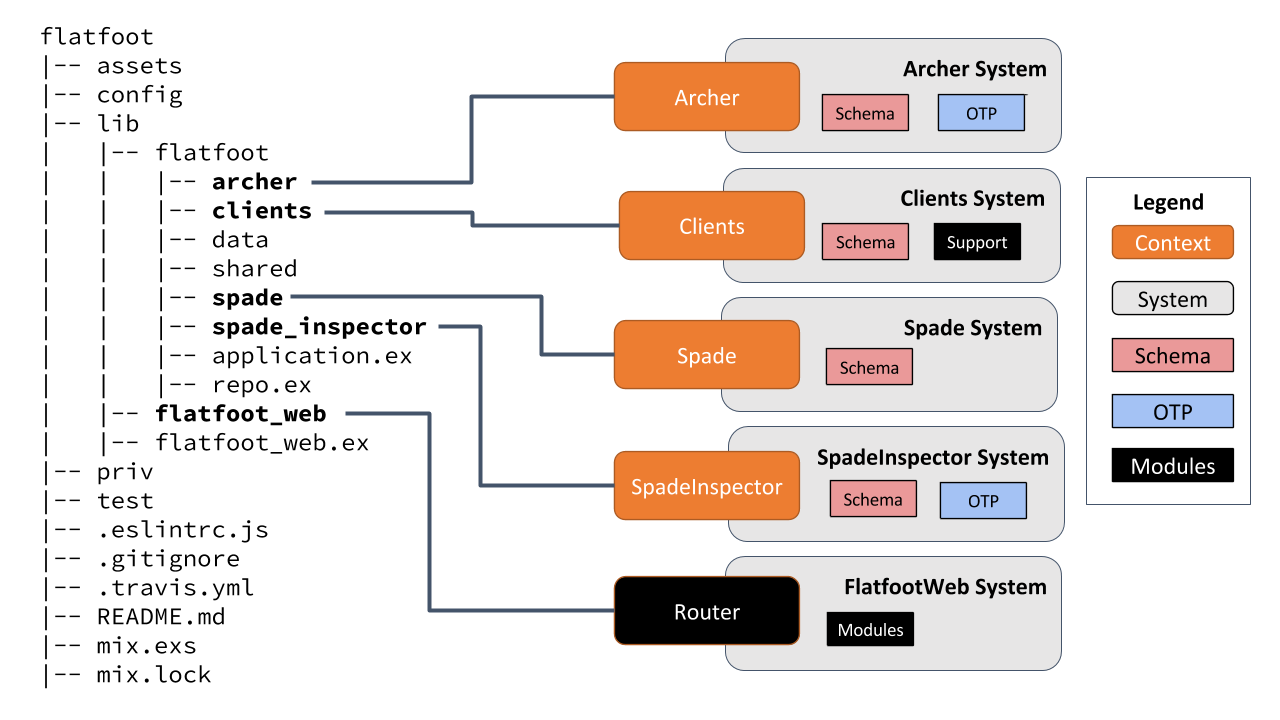 flatfoot
|-- assets
|-- config
|-- lib
|   |-- flatfoot
|   |   |-- archer
|   |   |-- clients
|   |   |-- data
|   |   |-- shared
|   |   |-- spade
|   |   |-- spade_inspector
|   |   |-- application.ex
|   |   |-- repo.ex
|   |-- flatfoot_web
|   |-- flatfoot_web.ex
|-- priv
|-- test
|-- .eslintrc.js
|-- .gitignore
|-- .travis.yml
|-- README.md
|-- mix.exs
|-- mix.lock
Archer System
Archer
Schema
OTP
Clients System
Clients
Schema
Support
Spade System
Spade
Schema
SpadeInspector System
SpadeInspector
Schema
OTP
FlatfootWeb System
Router
Modules
Legend
Context
System
Schema
OTP
Modules